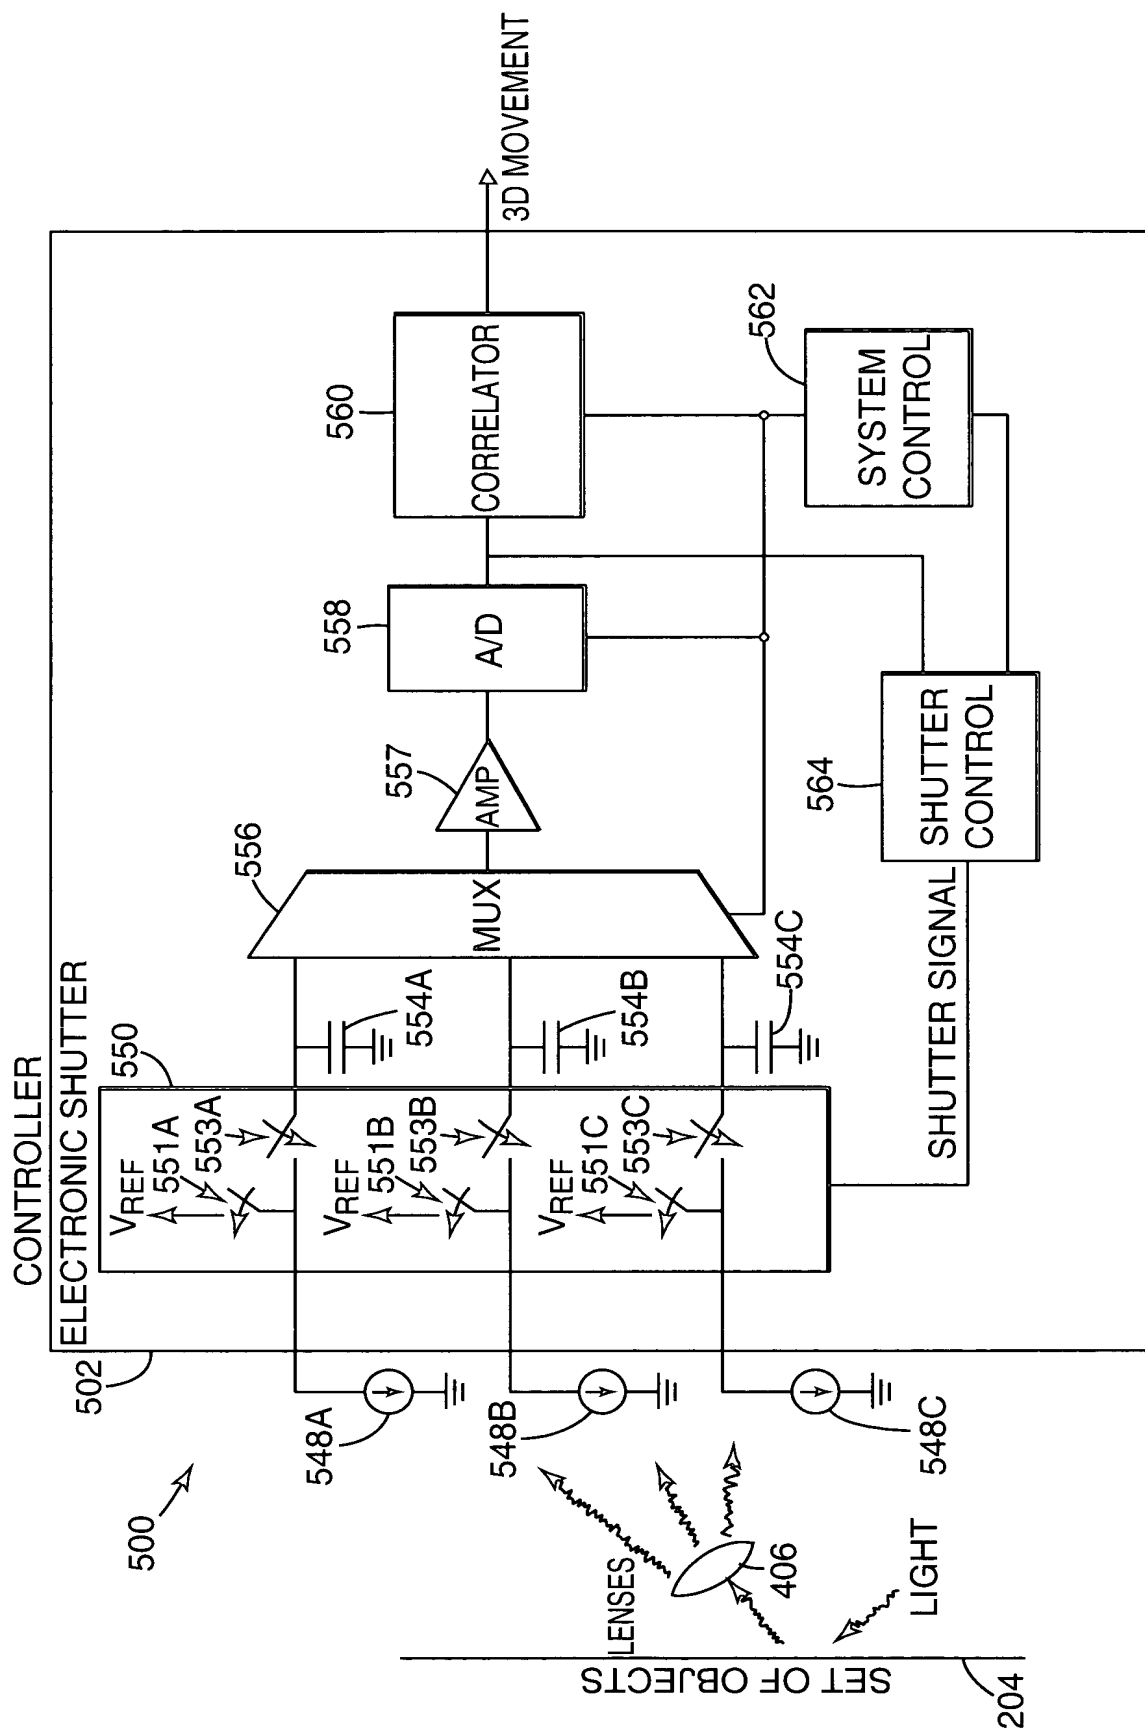 CONTROLLER
ELECTRONIC SHUTTER
502
550
VREF
551A
553A
VREF
551B
553B
VREF
551C
553C
554A
554B
554C
556
MUX
557
AMP
558
A/D
560
CORRELATOR
3D MOVEMENT
562
SYSTEM
CONTROL
564
SHUTTER
CONTROL
SHUTTER SIGNAL
548A
548B
548C
500
LENSES
406
LIGHT
SET OF OBJECTS
204